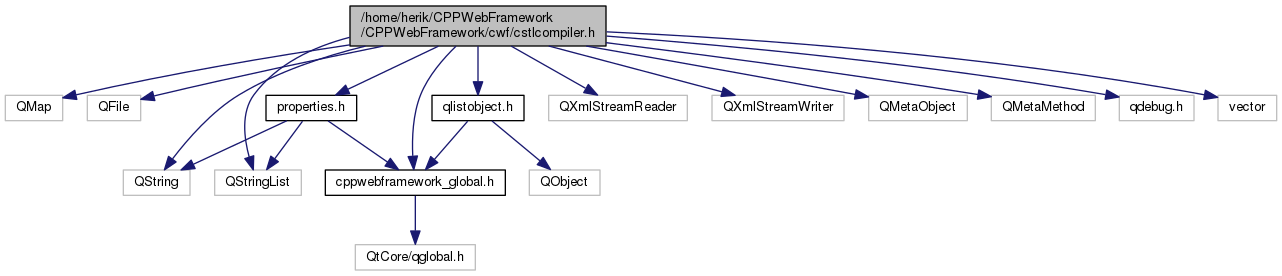 /home/herik/CPPWebFramework
/CPPWebFramework/cwf/cstlcompiler.h
QMap
QFile
properties.h
qlistobject.h
QXmlStreamReader
QXmlStreamWriter
QMetaObject
QMetaMethod
qdebug.h
vector
QString
QStringList
cppwebframework_global.h
QObject
QtCore/qglobal.h